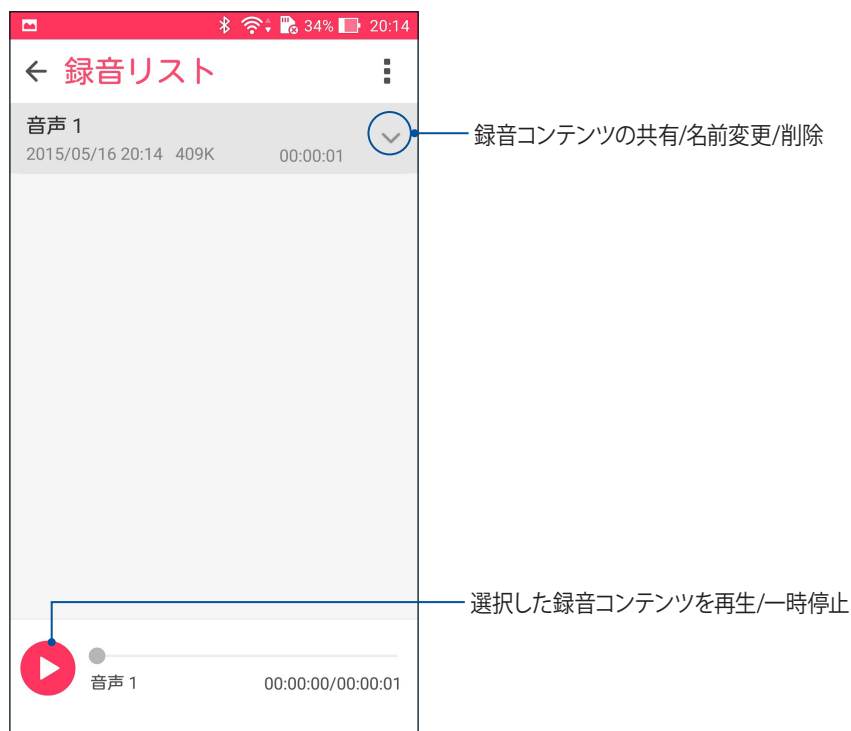 34% 20:14
録音リスト
音声 1
2015/05/16 20:14 409K 00:00:01
録音コンテンツの共有/名前変更/削除
選択した録音コンテンツを再生/一時停止
音声 1 00:00:00/00:00:01